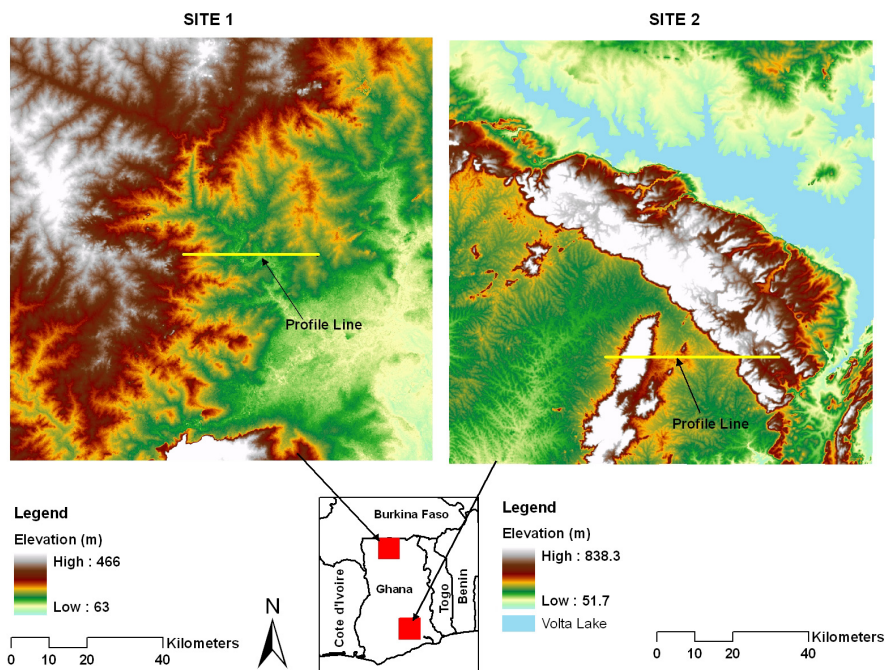 SITE 1
SITE 2
Profile Line
Profile Line
Legend
Elevation (m)
High : 466
Low : 63
0 10 20 40 Kilometers
N
Burkina Faso
Cote d'Ivoire
Ghana
Togo
Benin
Legend
Elevation (m)
High : 838.3
Low : 51.7
Volta Lake
0 10 20 40 Kilometers